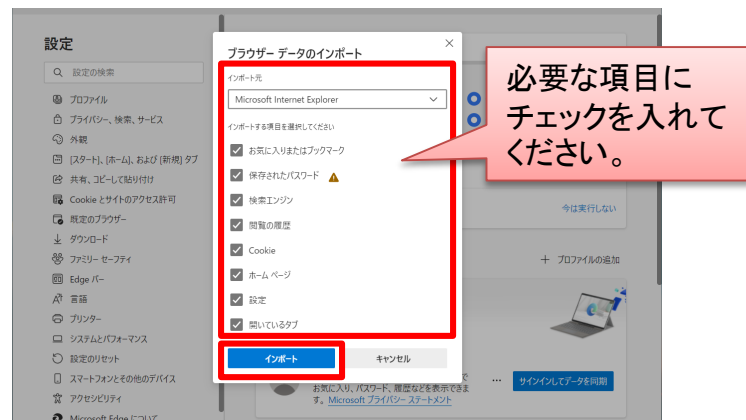 設定
設定の検索
プロファイル
プライバシー、検索、サービス
外観
[スタート]、[ホーム]、および [新規] タブ
共有、コピーして貼り付け
Cookie とサイトのアクセス許可
既定のブラウザー
ダウンロード
ファミリー セーフティ
Edge バー
言語
プリンター
システムとパフォーマンス
設定のリセット
スマートフォンとその他のデバイス
アクセシビリティ
Microsoft Edge について
ブラウザー データのインポート
インポート元
Microsoft Internet Explorer
インポートする項目を選択してください
お気に入りまたはブックマーク
保存されたパスワード
検索エンジン
閲覧の履歴
Cookie
ホーム ページ
設定
開いているタブ
インポート
キャンセル
必要な項目に
チェックを入れて
ください。
今は実行しない
プロファイルの追加
で
お気に入り、パスワード、履歴などを表示できま
す。Microsoft プライバシー ステートメント
サインインしてデータを同期